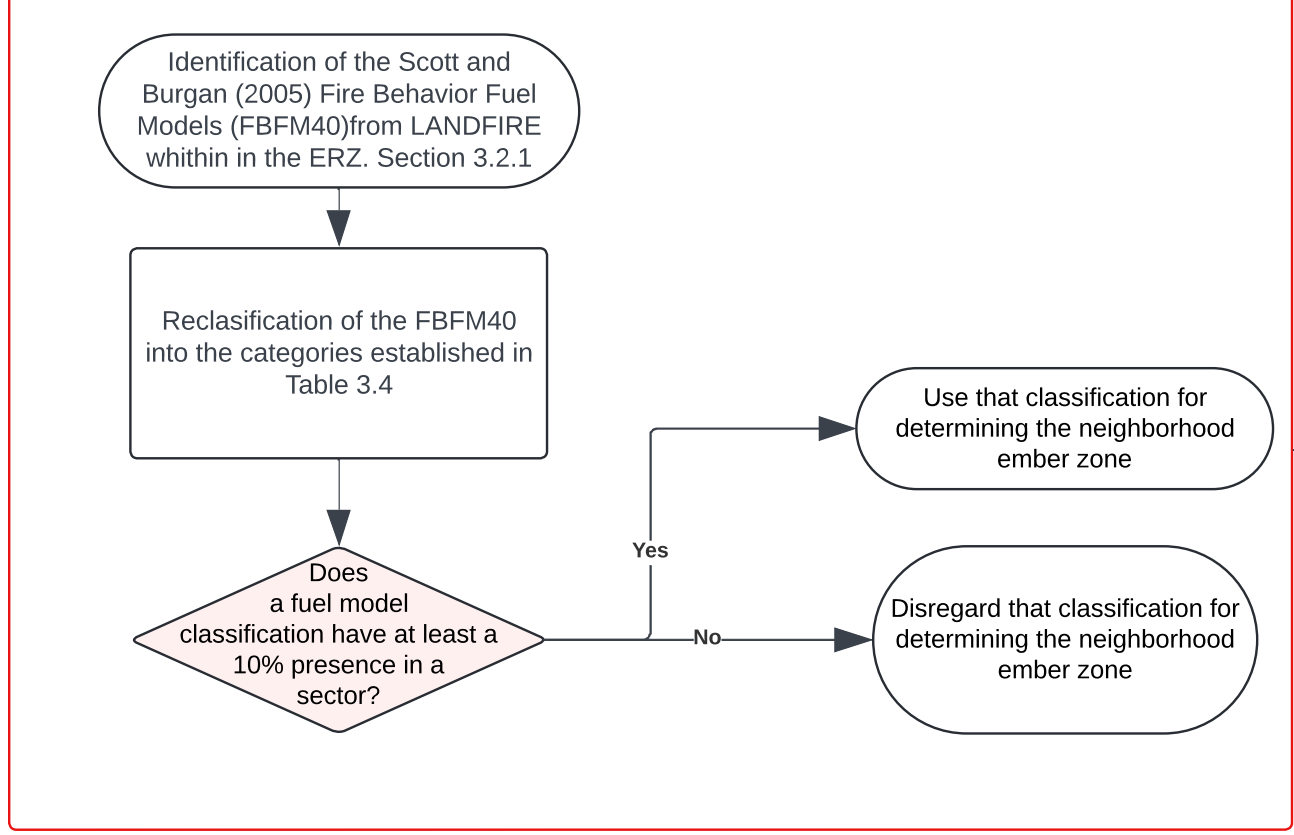 Identification of the Scott and
Burgan (2005) Fire Behavior Fuel
Models (FBFM40)from LANDFIRE
whithin in the ERZ. Section 3.2.1
Reclasification of the FBFM40
into the categories established in
Table 3.4
Does
a fuel model
classification have at least a
10% presence in a
sector?
Yes
No
Use that classification for
determining the neighborhood
ember zone
Disregard that classification for
determining the neighborhood
ember zone